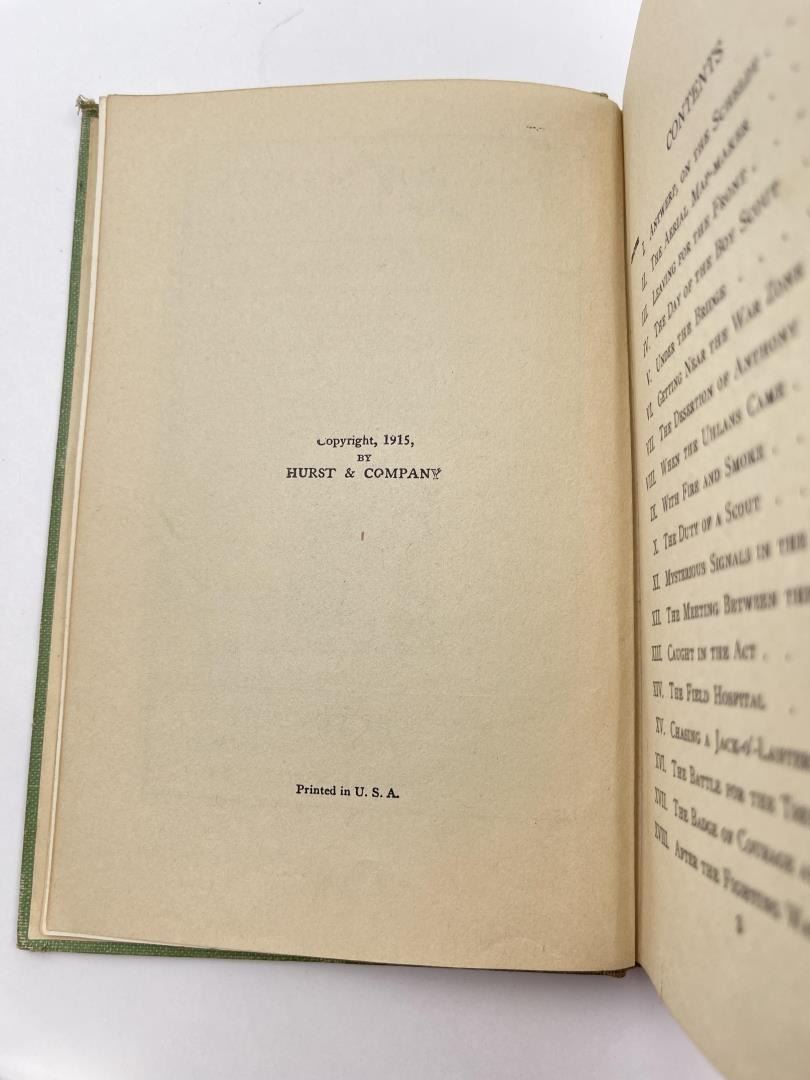 Copyright, 1915,
BY
HURST & COMPANY
Printed in U. S. A.
CONTENTS
I. ANTWERP, ON THE SCHELDT
II. THE AERIAL MAP-MAKER
III. LEAVING FOR THE FRONT
IV. THE DAY OF THE BOY SCOUT
V. UNDER THE BRIDGE
VI. GETTING NEAR THE WAR ZONE
VII. THE DESERTION OF ANTHONY
VIII. WHEN THE UHLANS CAME
IX. WITH FIRE AND SMOKE
X. THE DUTY OF A SCOUT
XI. MYSTERIOUS SIGNALS IN THE
XII. THE MEETING BETWEEN THE
XIII. CAUGHT IN THE ACT
XIV. THE FIELD HOSPITAL
XV. CHASING A JACK-O'-LANTERN
XVI. THE BATTLE FOR THE
XVII. THE BADGE OF COURAGE
XVIII. AFTER THE FIGHTING
3